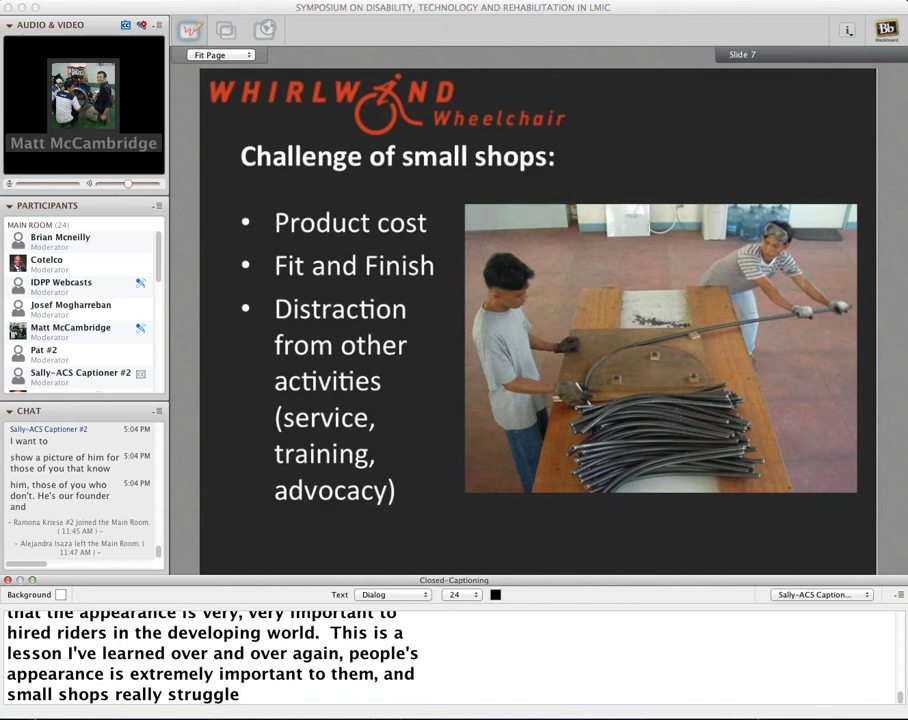 SYMPOSIUM ON DISABILITY, TECHNOLOGY AND REHABILITATION IN LMIC
AUDIO & VIDEO
Matt McCambridge
PARTICIPANTS
MAIN ROOM (24)
Brian Mcneilly
Moderator
Cotelco
Moderator
IDPP Webcasts
Moderator
Josef Mogharreban
Moderator
Matt McCambridge
Moderator
Pat #2
Moderator
Sally-ACS Captioner #2
Moderator
CHAT
Sally-ACS Captioner #2 5:04 PM
I want to
show a picture of him for 5:04 PM
those of you that know
him, those of you who 5:04 PM
don't. He's our founder
and
- Ramona Kriese #2 joined the Main Room.
( 11:45 AM ) -
- Alejandra Isaza left the Main Room. (
11:47 AM ) -
Fit Page
Slide 7
Bb
Blackboard
WHIRLWIND
Wheelchair
Challenge of small shops:
• Product cost
• Fit and Finish
• Distraction
from other
activities
(service,
training,
advocacy)
Closed-Captioning
Background
Text
Dialog
24
Sally-ACS Caption...
that the appearance is very, very important to
hired riders in the developing world. This is a
lesson I've learned over and over again, people's
appearance is extremely important to them, and
small shops really struggle